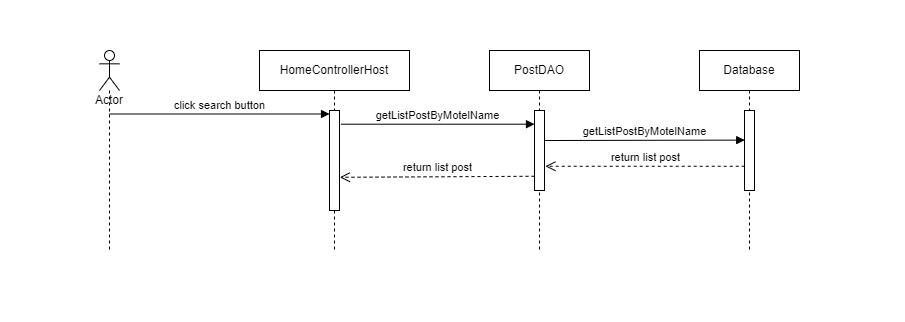 HomeControllerHost
PostDAO
Database
Actor
click search button
getListPostByMotelName
getListPostByMotelName
return list post
return list post